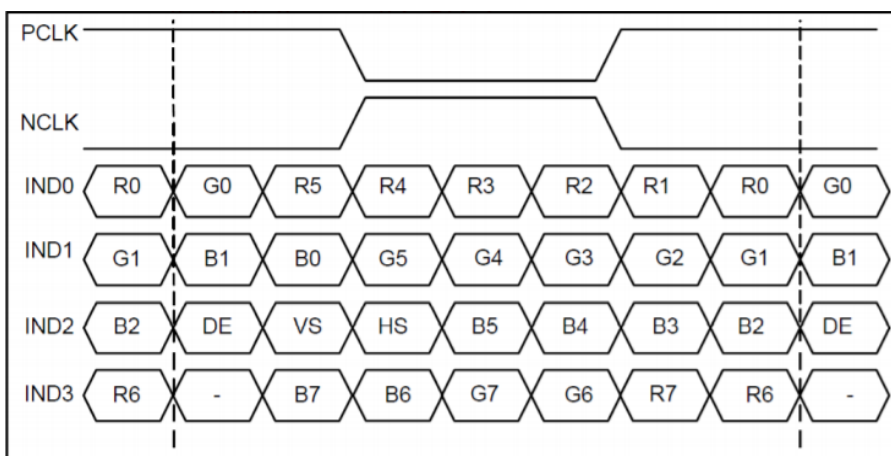 PCLK
NCLK
IND0 R0 G0 R5 R4 R3 R2 R1 R0 G0
IND1 G1 B1 B0 G5 G4 G3 G2 G1 B1
IND2 B2 DE VS HS B5 B4 B3 B2 DE
IND3 R6 - B7 B6 G7 G6 R7 R6 -